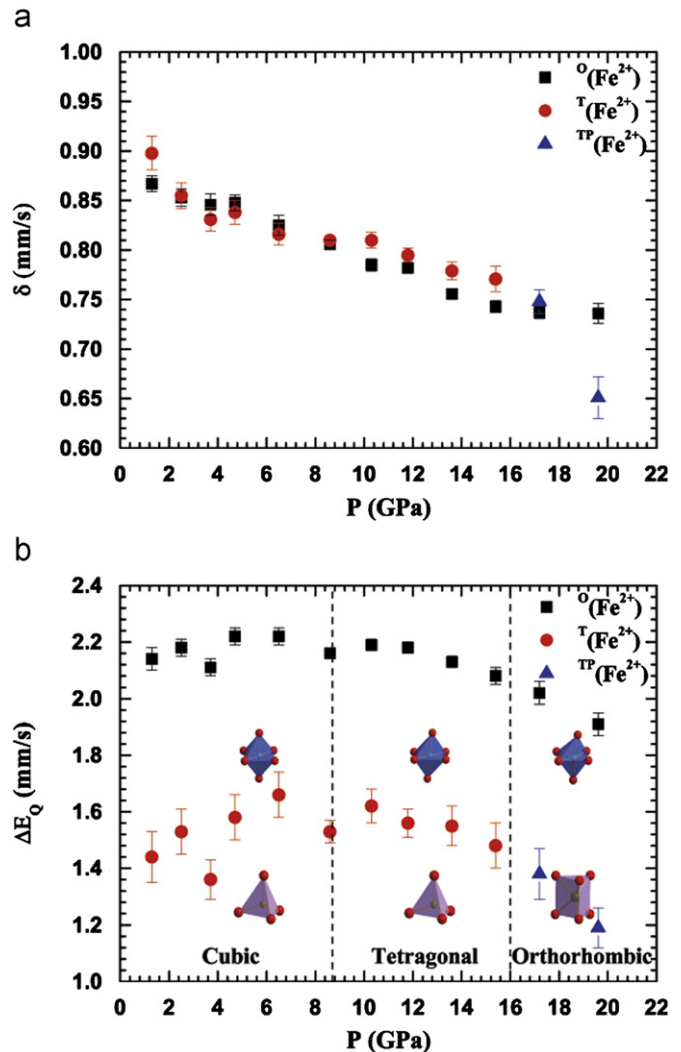 a
1.00
0.95
0.90
0.85
0.80
0.75
0.70
0.65
0.60
δ (mm/s)
O(Fe2+)
T(Fe2+)
TP(Fe2+)
0 2 4 6 8 10 12 14 16 18 20 22
P (GPa)
b
2.4
2.2
2.0
1.8
1.6
1.4
1.2
1.0
ΔEQ (mm/s)
O(Fe2+)
T(Fe2+)
TP(Fe2+)
Cubic Tetragonal Orthorhombic
0 2 4 6 8 10 12 14 16 18 20 22
P (GPa)